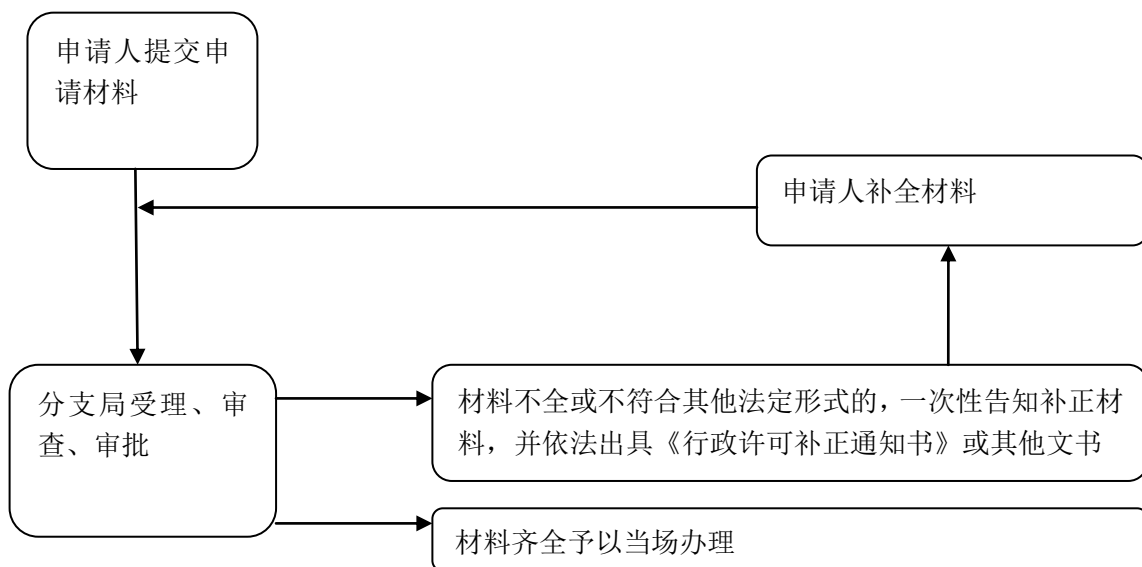 申请人提交申
请材料
申请人补全材料
分支局受理、审
查、审批
材料不全或不符合其他法定形式的，一次性告知补正材
料，并依法出具《行政许可补正通知书》或其他文书
材料齐全予以当场办理